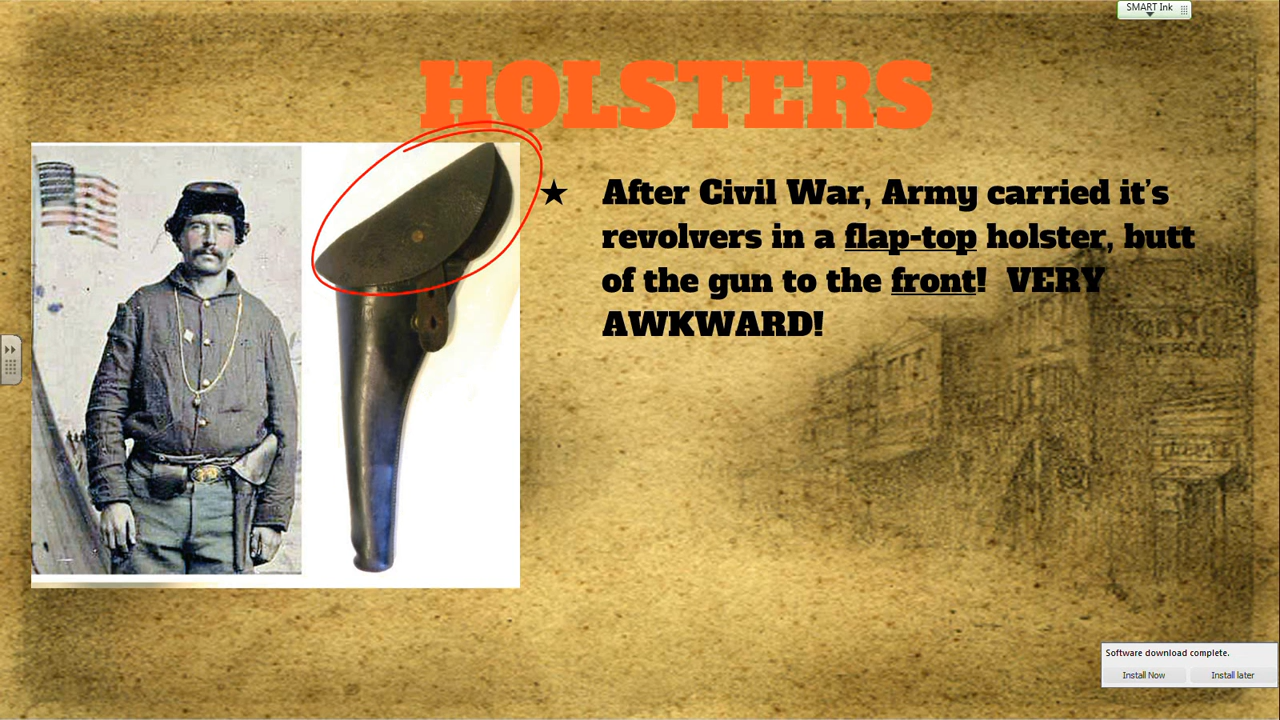 SMART Ink
HOLSTERS
★ After Civil War, Army carried it's
revolvers in a flap-top holster, butt
of the gun to the front! VERY
AWKWARD!
Software download complete.
Install Now Install later